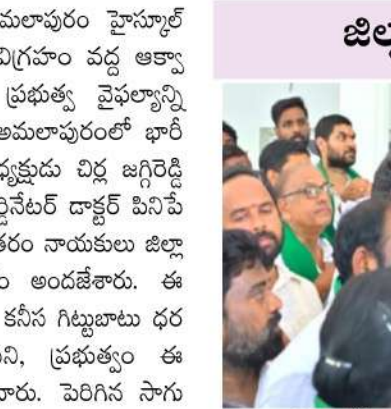 మలాపురం హైస్కూల్
విగ్రహం వద్ద ఆక్వా
ప్రభుత్వ వైఫల్యాన్ని
అమలాపురంలో భారీ
ధ్యక్షుడు చిర్ల జగ్గిరెడ్డి
ర్డినేటర్ డాక్టర్ పినిపే
తరం నాయకులు జిల్లా
ం అందజేశారు. ఈ
కనీస గిట్టుబాటు ధర
ని, ప్రభుత్వం ఈ
నారు. పెరిగిన సాగు
జిల్ల